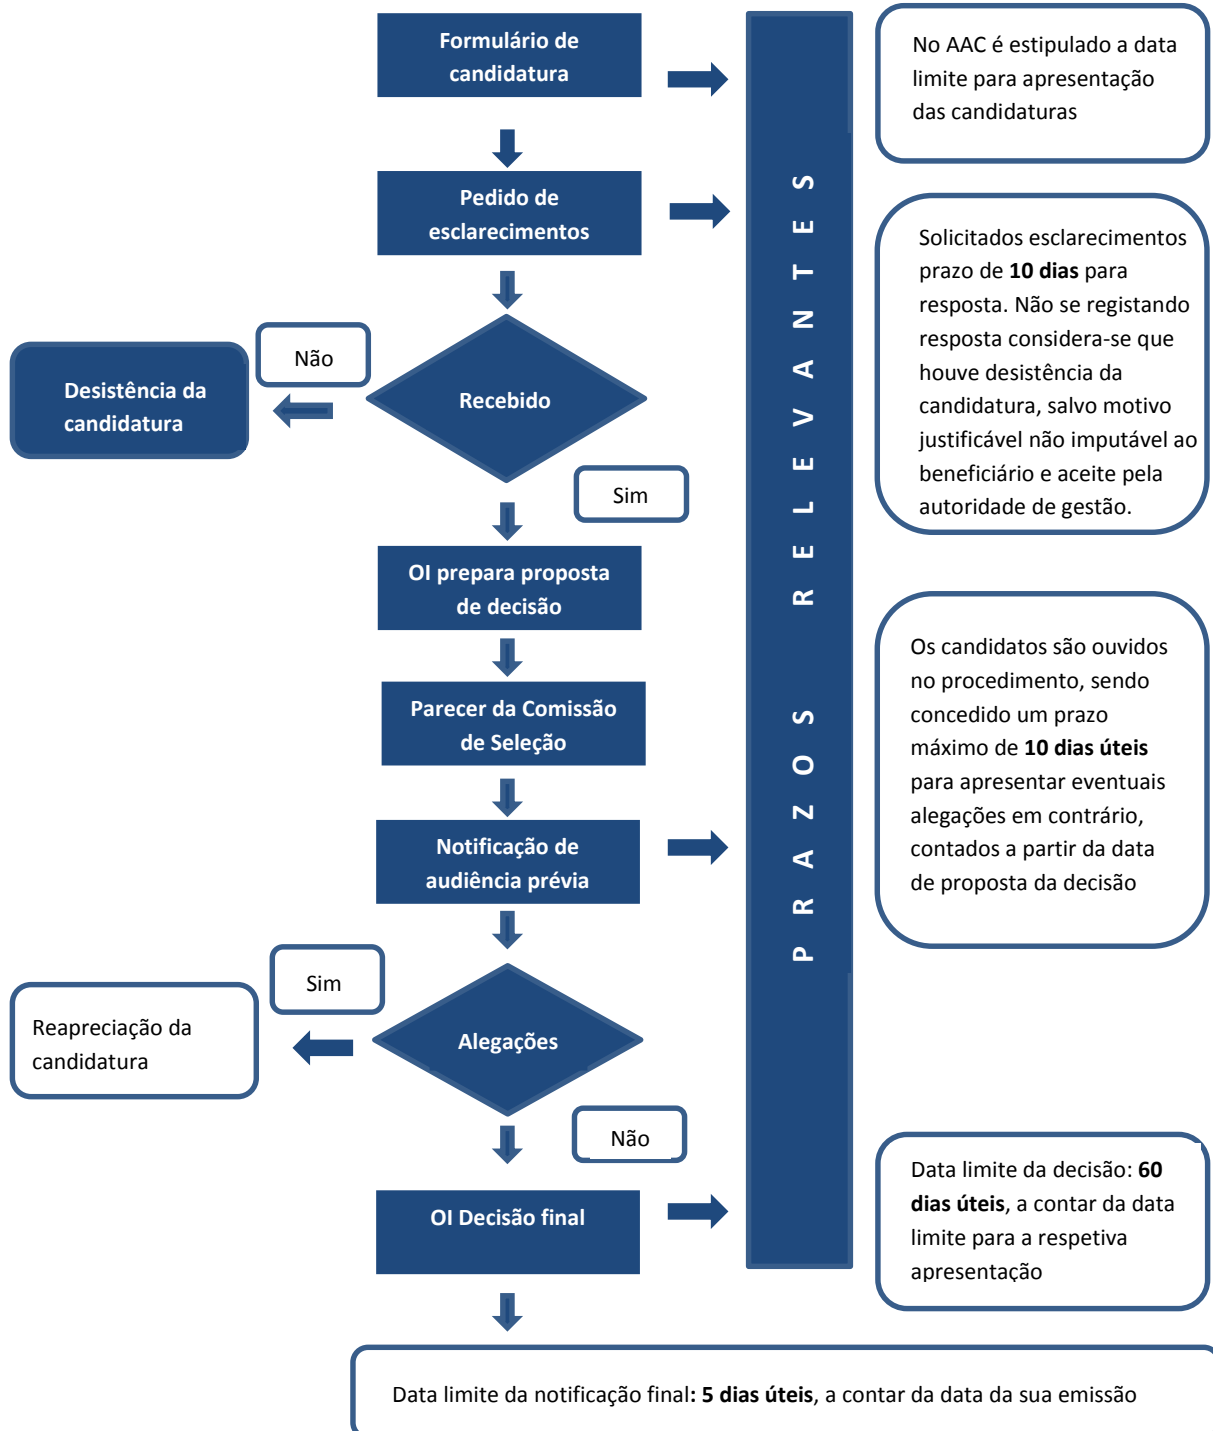 Formulário de
candidatura
No AAC é estipulado a data
limite para apresentação
das candidaturas
Pedido de
esclarecimentos
Solicitados esclarecimentos
prazo de 10 dias para
resposta. Não se registando
resposta considera-se que
houve desistência da
candidatura, salvo motivo
justificável não imputável ao
beneficiário e aceite pela
autoridade de gestão.
Não
Desistência da
candidatura
Recebido
Sim
PRAZOS RELEVANTES
OI prepara proposta
de decisão
Parecer da Comissão
de Seleção
Os candidatos são ouvidos
no procedimento, sendo
concedido um prazo
máximo de 10 dias úteis
para apresentar eventuais
alegações em contrário,
contados a partir da data
de proposta da decisão
Notificação de
audiência prévia
Sim
Reapreciação da
candidatura
Alegações
Não
OI Decisão final
Data limite da decisão: 60
dias úteis, a contar da data
limite para a respetiva
apresentação
Data limite da notificação final: 5 dias úteis, a contar da data da sua emissão